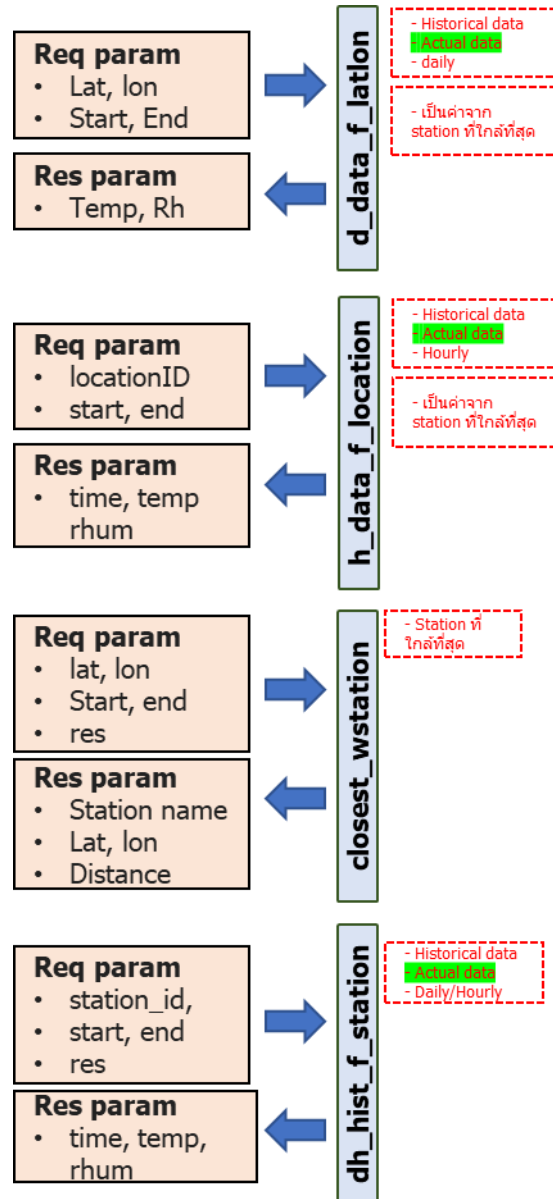 Req param
• Lat, lon
• Start, End
Res param
• Temp, Rh
d_data_f_latlon
- Historical data
- Actual data
- daily
- เป็นค่าจาก
station ที่ใกล้ที่สุด
Req param
• locationID
• start, end
Res param
• time, temp
rhum
h_data_f_location
- Historical data
- Actual data
- Hourly
- เป็นค่าจาก
station ที่ใกล้ที่สุด
Req param
• lat, lon
• Start, end
• res
Res param
• Station name
• Lat, lon
• Distance
closest_wstation
- Station ที่
ใกล้ที่สุด
Req param
• station_id,
• start, end
• res
Res param
• time, temp,
rhum
dh_hist_f_station
- Historical data
- Actual data
- Daily/Hourly